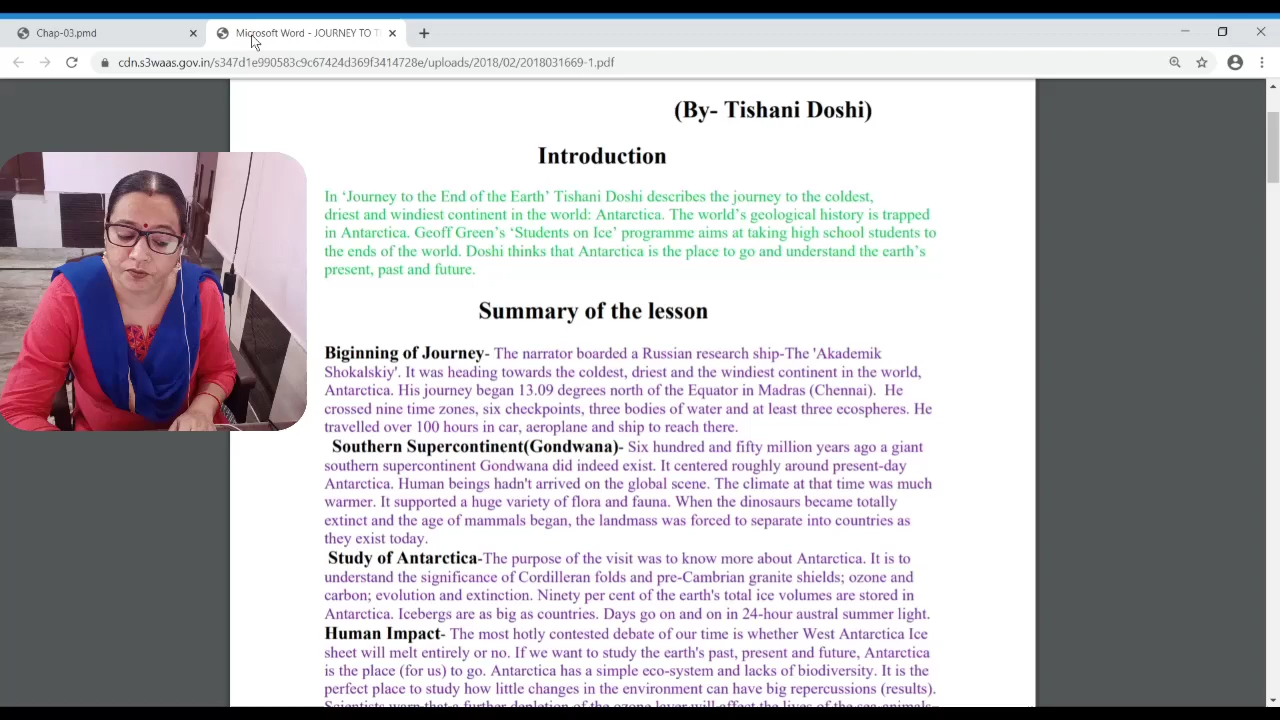 Chap-03.pmd
Microsoft Word - JOURNEY TO T
cdn.s3waas.gov.in/s347d1e990583c9c67424d369f3414728e/uploads/2018/02/2018031669-1.pdf
(By- Tishani Doshi)
Introduction
In ‘Journey to the End of the Earth’ Tishani Doshi describes the journey to the coldest,
driest and windiest continent in the world: Antarctica. The world’s geological history is trapped
in Antarctica. Geoff Green’s ‘Students on Ice’ programme aims at taking high school students to
the ends of the world. Doshi thinks that Antarctica is the place to go and understand the earth’s
present, past and future.
Summary of the lesson
Biginning of Journey- The narrator boarded a Russian research ship-The 'Akademik
Shokalskiy'. It was heading towards the coldest, driest and the windiest continent in the world,
Antarctica. His journey began 13.09 degrees north of the Equator in Madras (Chennai). He
crossed nine time zones, six checkpoints, three bodies of water and at least three ecospheres. He
travelled over 100 hours in car, aeroplane and ship to reach there.
Southern Supercontinent(Gondwana)- Six hundred and fifty million years ago a giant
southern supercontinent Gondwana did indeed exist. It centered roughly around present-day
Antarctica. Human beings hadn't arrived on the global scene. The climate at that time was much
warmer. It supported a huge variety of flora and fauna. When the dinosaurs became totally
extinct and the age of mammals began, the landmass was forced to separate into countries as
they exist today.
Study of Antarctica-The purpose of the visit was to know more about Antarctica. It is to
understand the significance of Cordilleran folds and pre-Cambrian granite shields; ozone and
carbon; evolution and extinction. Ninety per cent of the earth's total ice volumes are stored in
Antarctica. Icebergs are as big as countries. Days go on and on in 24-hour austral summer light.
Human Impact- The most hotly contested debate of our time is whether West Antarctica Ice
sheet will melt entirely or no. If we want to study the earth's past, present and future, Antarctica
is the place (for us) to go. Antarctica has a simple eco-system and lacks of biodiversity. It is the
perfect place to study how little changes in the environment can have big repercussions (results).
Scientists warn that a further depletion of the ozone layer will affect the lives of the sea-animals